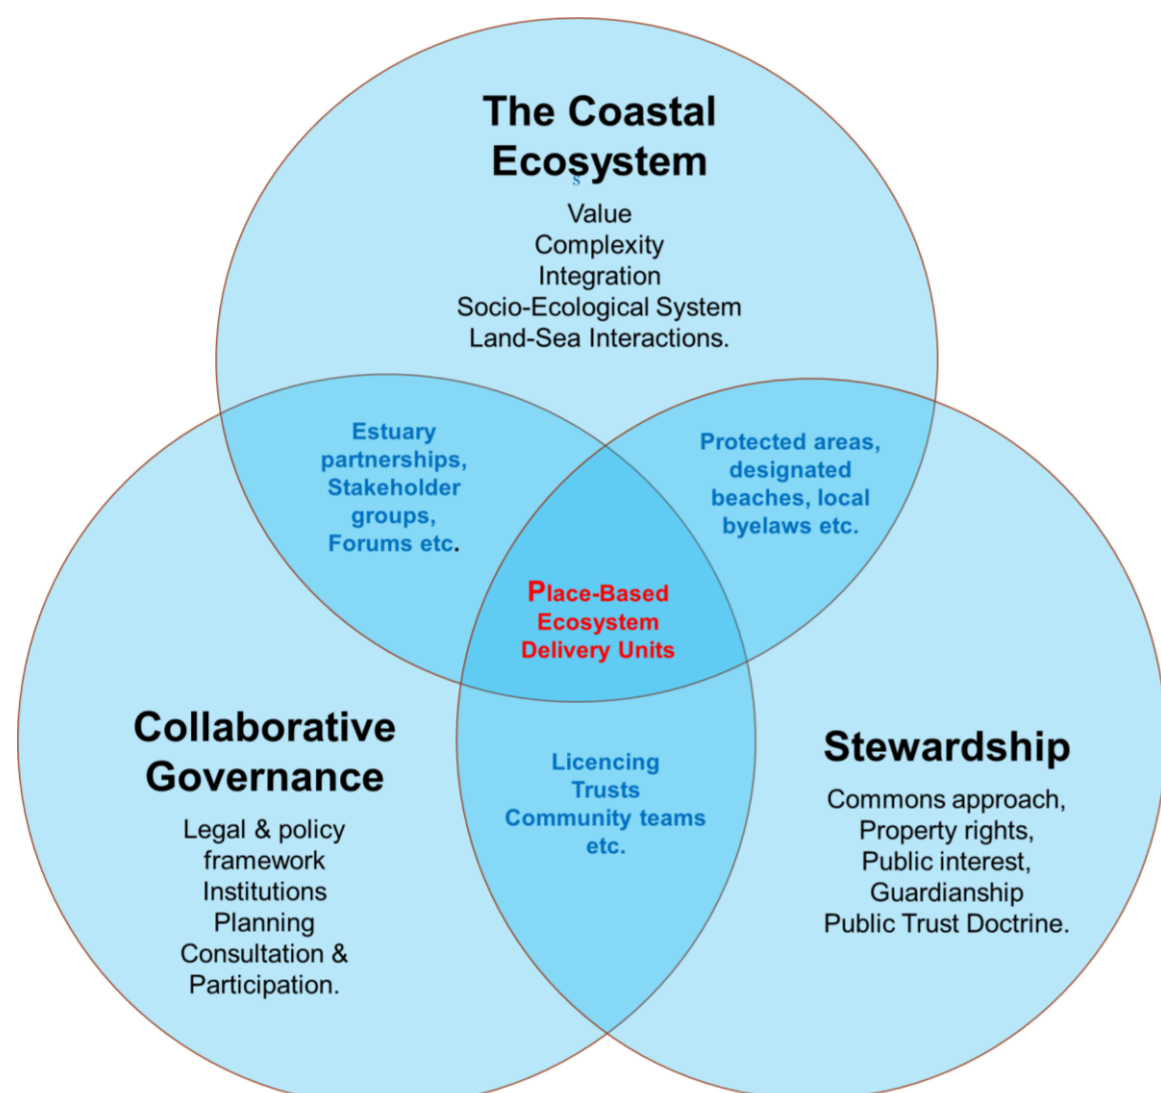 The Coastal
Ecosystem
s
Value
Complexity
Integration
Socio-Ecological System
Land-Sea Interactions.
Estuary
partnerships,
Stakeholder
groups,
Forums etc.
Protected areas,
designated
beaches, local
byelaws etc.
Place-Based
Ecosystem
Delivery Units
Collaborative
Governance
Legal & policy
framework
Institutions
Planning
Consultation &
Participation.
Licencing
Trusts
Community teams
etc.
Stewardship
Commons approach,
Property rights,
Public interest,
Guardianship
Public Trust Doctrine.